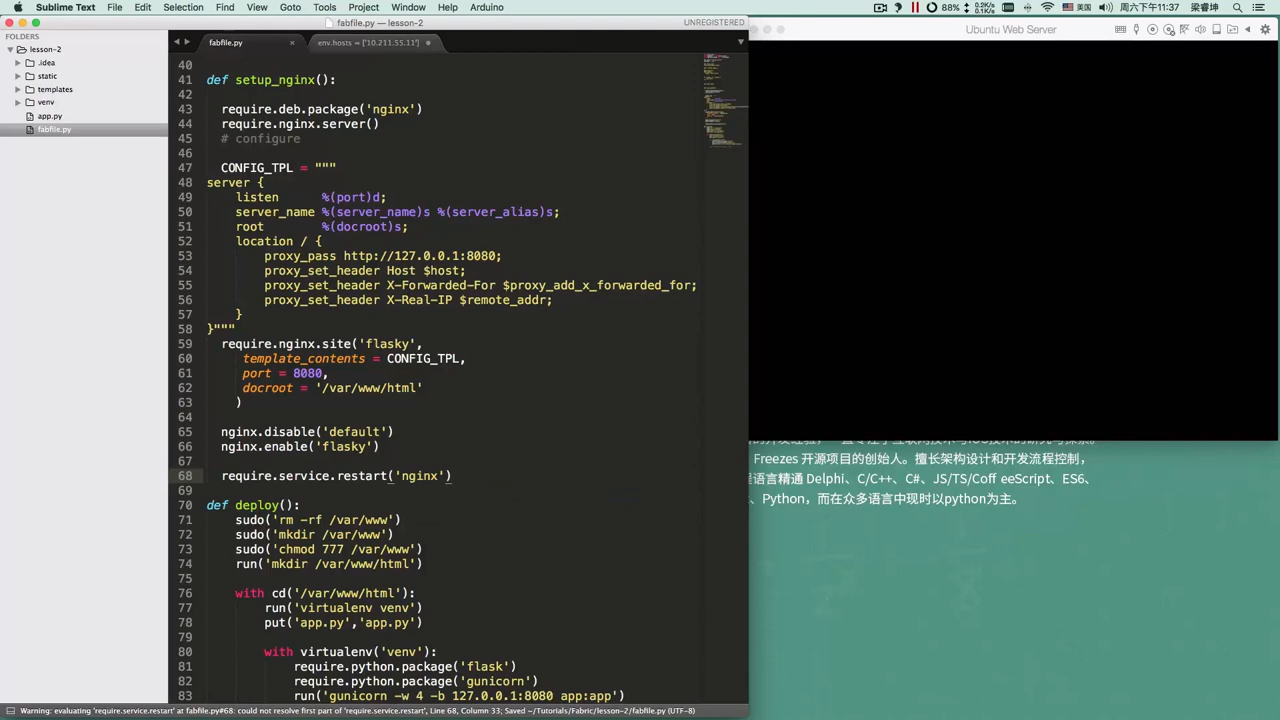 Sublime Text File Edit Selection Find View Goto Tools Project Window Help Arduino 88% 0.2K/s 0.1K/s 美国 周六下午11:37 梁睿坤
fabfile.py — lesson-2 UNREGISTERED
Ubuntu Web Server
FOLDERS
lesson-2
.idea
static
templates
venv
app.py
fabfile.py
fabfile.py × env.hosts = ['10.211.55.11']
40
41 def setup_nginx():
42
43 require.deb.package('nginx')
44 require.nginx.server()
45 # configure
46
47 CONFIG_TPL = """
48 server {
49 listen %(port)d;
50 server_name %(server_name)s %(server_alias)s;
51 root %(docroot)s;
52 location / {
53 proxy_pass http://127.0.0.1:8080;
54 proxy_set_header Host $host;
55 proxy_set_header X-Forwarded-For $proxy_add_x_forwarded_for;
56 proxy_set_header X-Real-IP $remote_addr;
57 }
58 }"""
59 require.nginx.site('flasky',
60 template_contents = CONFIG_TPL,
61 port = 8080,
62 docroot = '/var/www/html'
63 )
64
65 nginx.disable('default')
66 nginx.enable('flasky')
67
68 require.service.restart('nginx')
69
70 def deploy():
71 sudo('rm -rf /var/www')
72 sudo('mkdir /var/www')
73 sudo('chmod 777 /var/www')
74 run('mkdir /var/www/html')
75
76 with cd('/var/www/html'):
77 run('virtualenv venv')
78 put('app.py','app.py')
80 with virtualenv('venv'):
81 require.python.package('flask')
82 require.python.package('gunicorn')
83 run('gunicorn -w 4 -b 127.0.0.1:8080 app:app')
Freezes 开源项目的创始人。擅长架构设计和开发流程控制，
语言精通 Delphi、C/C++、C#、JS/TS/Coff eeScript、ES6、
、Python，而在众多语言中现时以python为主。
Warning: evaluating 'require.service.restart' at fabfile.py#68: could not resolve first part of 'require.service.restart', Line 68, Column 33; Saved ~/Tutorials/Fabric/lesson-2/fabfile.py (UTF-8)